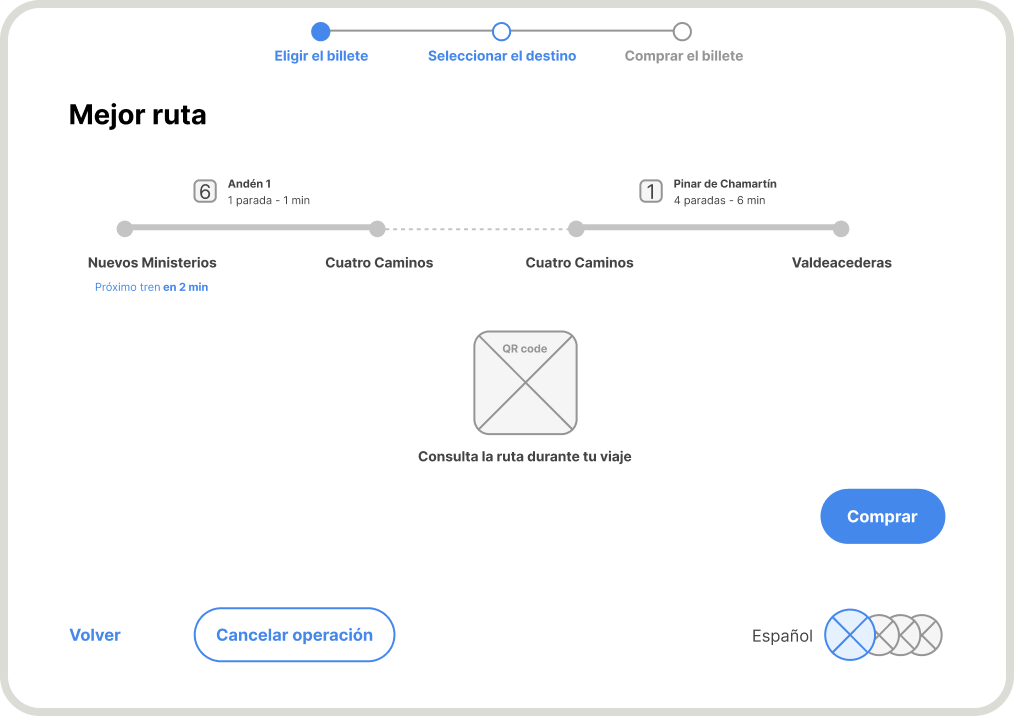 Eligir el billete
Seleccionar el destino
Comprar el billete
Mejor ruta
6
Andén 1
1 parada - 1 min
1
Pinar de Chamartín
4 paradas - 6 min
Nuevos Ministerios
Cuatro Caminos
Cuatro Caminos
Valdeacederas
Próximo tren en 2 min
QR code
Consulta la ruta durante tu viaje
Comprar
Volver
Cancelar operación
Español